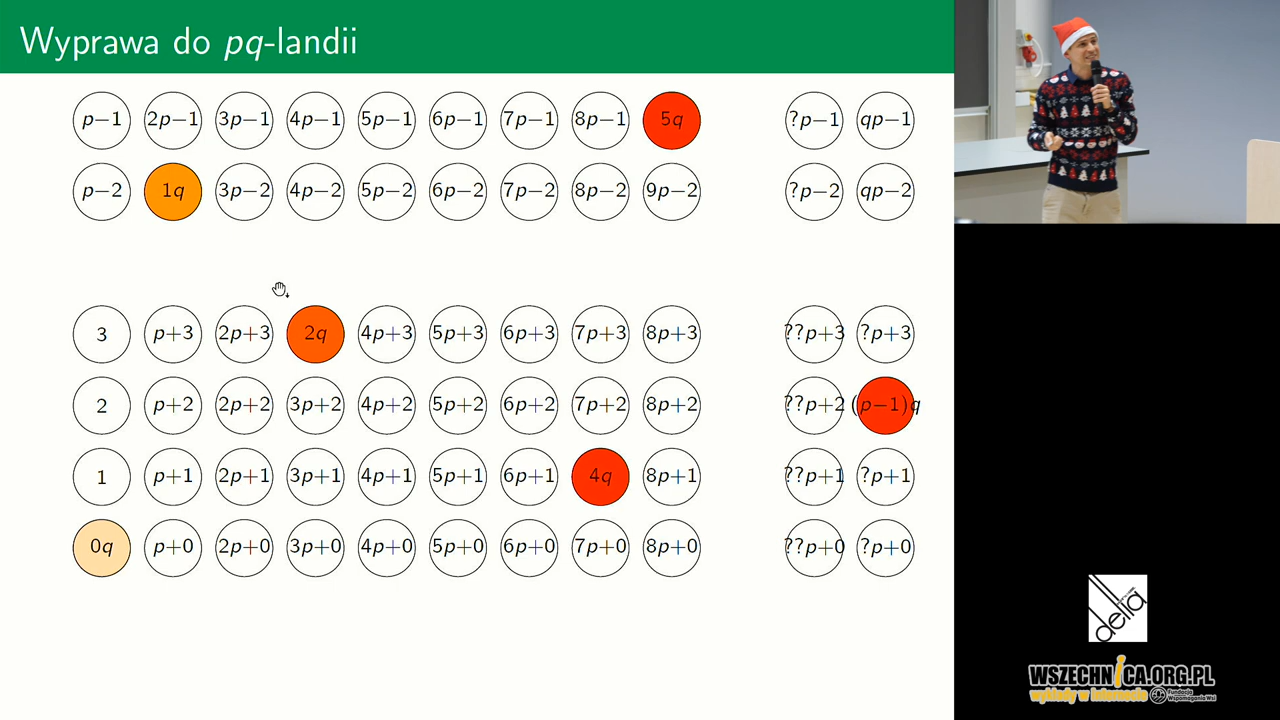 Wyprawa do pq-landii
p−1 2p−1 3p−1 4p−1 5p−1 6p−1 7p−1 8p−1 5q ?p−1 qp−1
p−2 1q 3p−2 4p−2 5p−2 6p−2 7p−2 8p−2 9p−2 ?p−2 qp−2
3 p+3 2p+3 2q 4p+3 5p+3 6p+3 7p+3 8p+3 ??p+3 ?p+3
2 p+2 2p+2 3p+2 4p+2 5p+2 6p+2 7p+2 8p+2 ??p+2 (p−1)q
1 p+1 2p+1 3p+1 4p+1 5p+1 6p+1 4q 8p+1 ??p+1 ?p+1
0q p+0 2p+0 3p+0 4p+0 5p+0 6p+0 7p+0 8p+0 ??p+0 ?p+0
delta
WSZECHNICA.ORG.PL
wykłady w internecie
Fundacja
Wspomagania Wsi